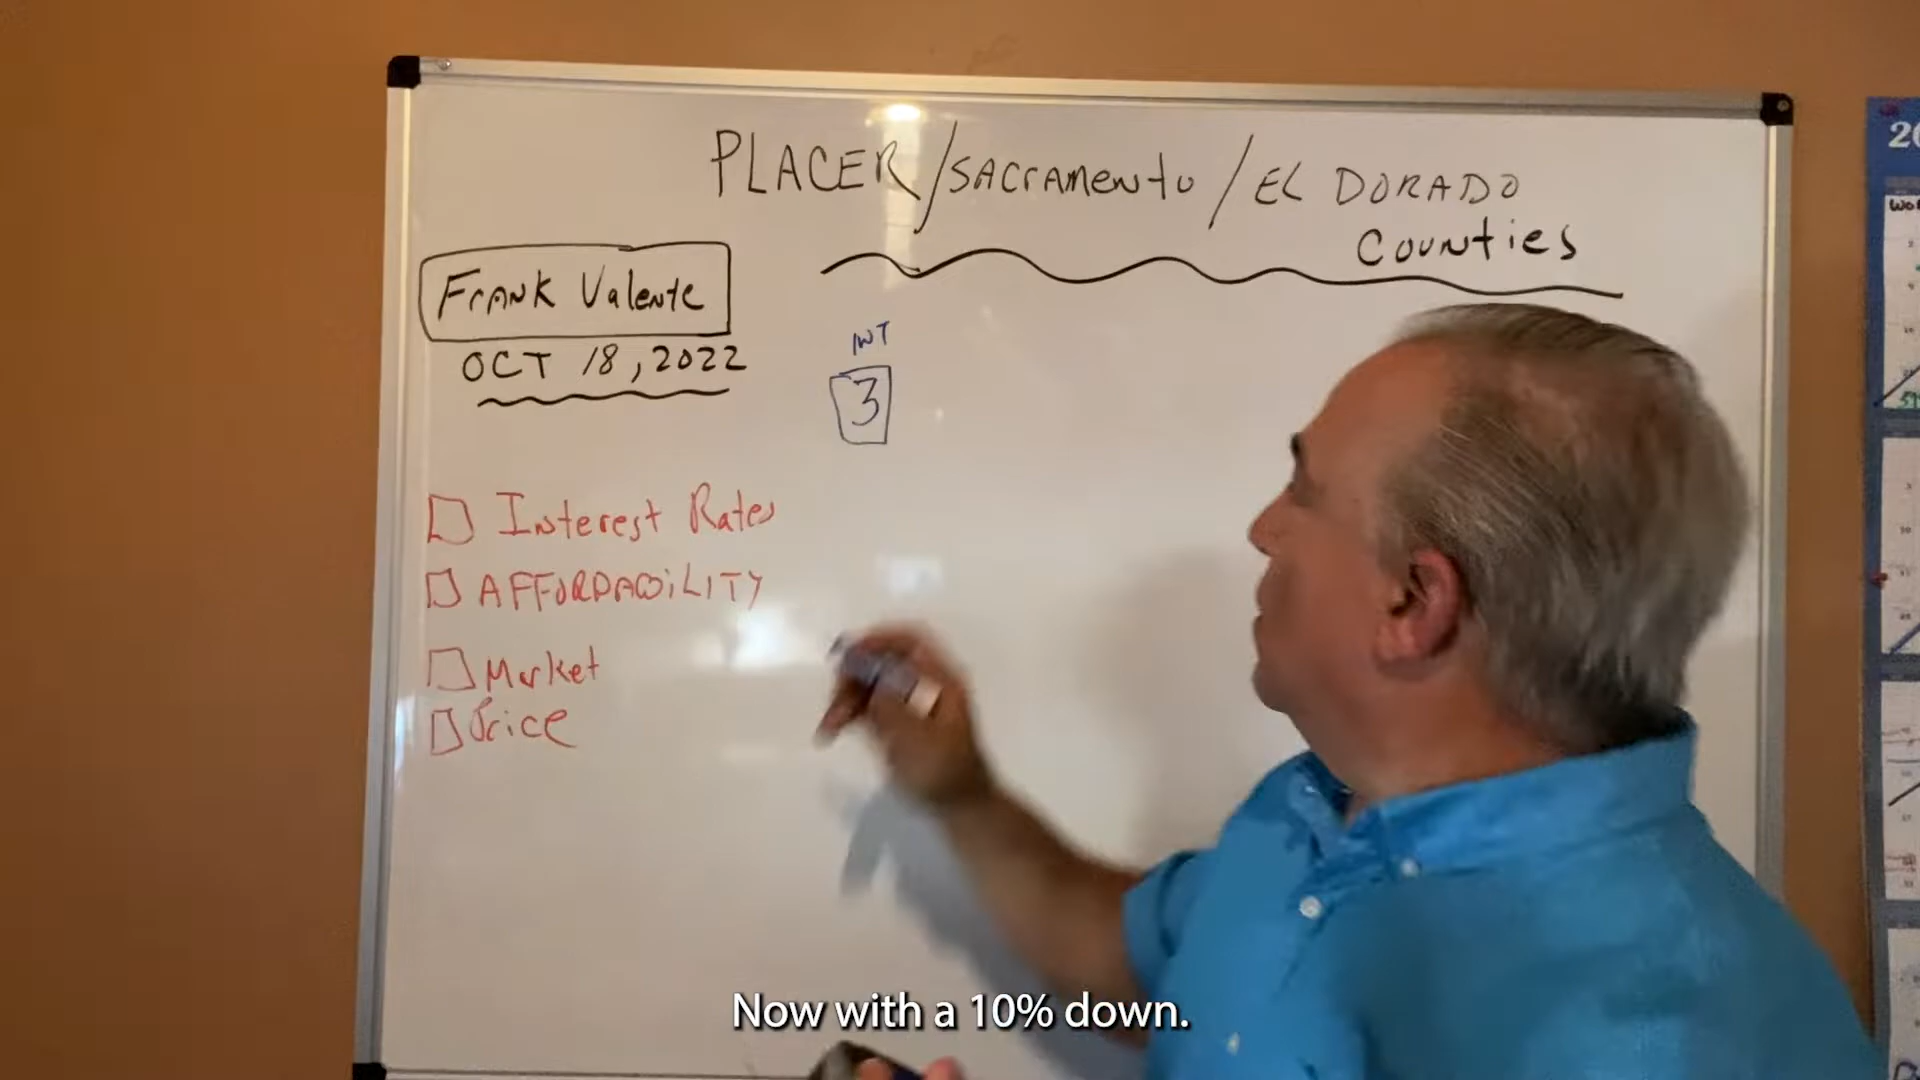 PLACER/SACramento/EL DORADO
Counties
Frank Valente
OCT 18, 2022
INT
3
Interest Rates
AFFORDABILITY
Market
Price
Now with a 10% down.